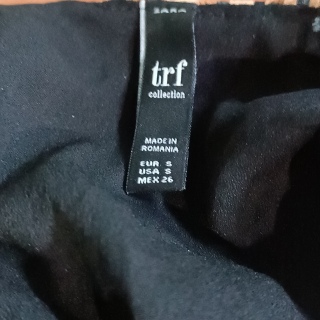 trf
collection
MADE IN
ROMANIA
EUR S
USA S
MEX 26